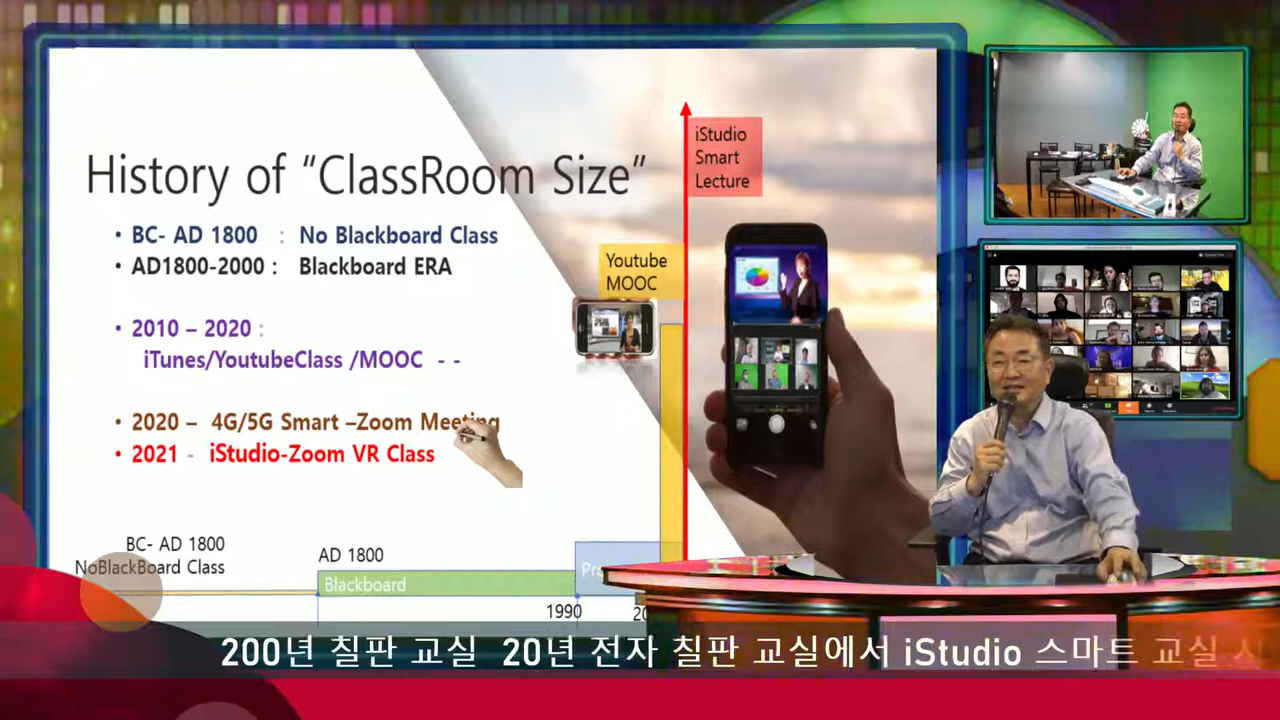 History of “ClassRoom Size”
• BC- AD 1800 : No Blackboard Class
• AD1800-2000 : Blackboard ERA
• 2010 – 2020 :
iTunes/YoutubeClass /MOOC - -
• 2020 – 4G/5G Smart –Zoom Meeting
• 2021 - iStudio-Zoom VR Class
iStudio
Smart
Lecture
Youtube
MOOC
BC- AD 1800
NoBlackBoard Class
AD 1800
Blackboard
1990
200년 칠판 교실 20년 전자 칠판 교실에서 iStudio 스마트 교실